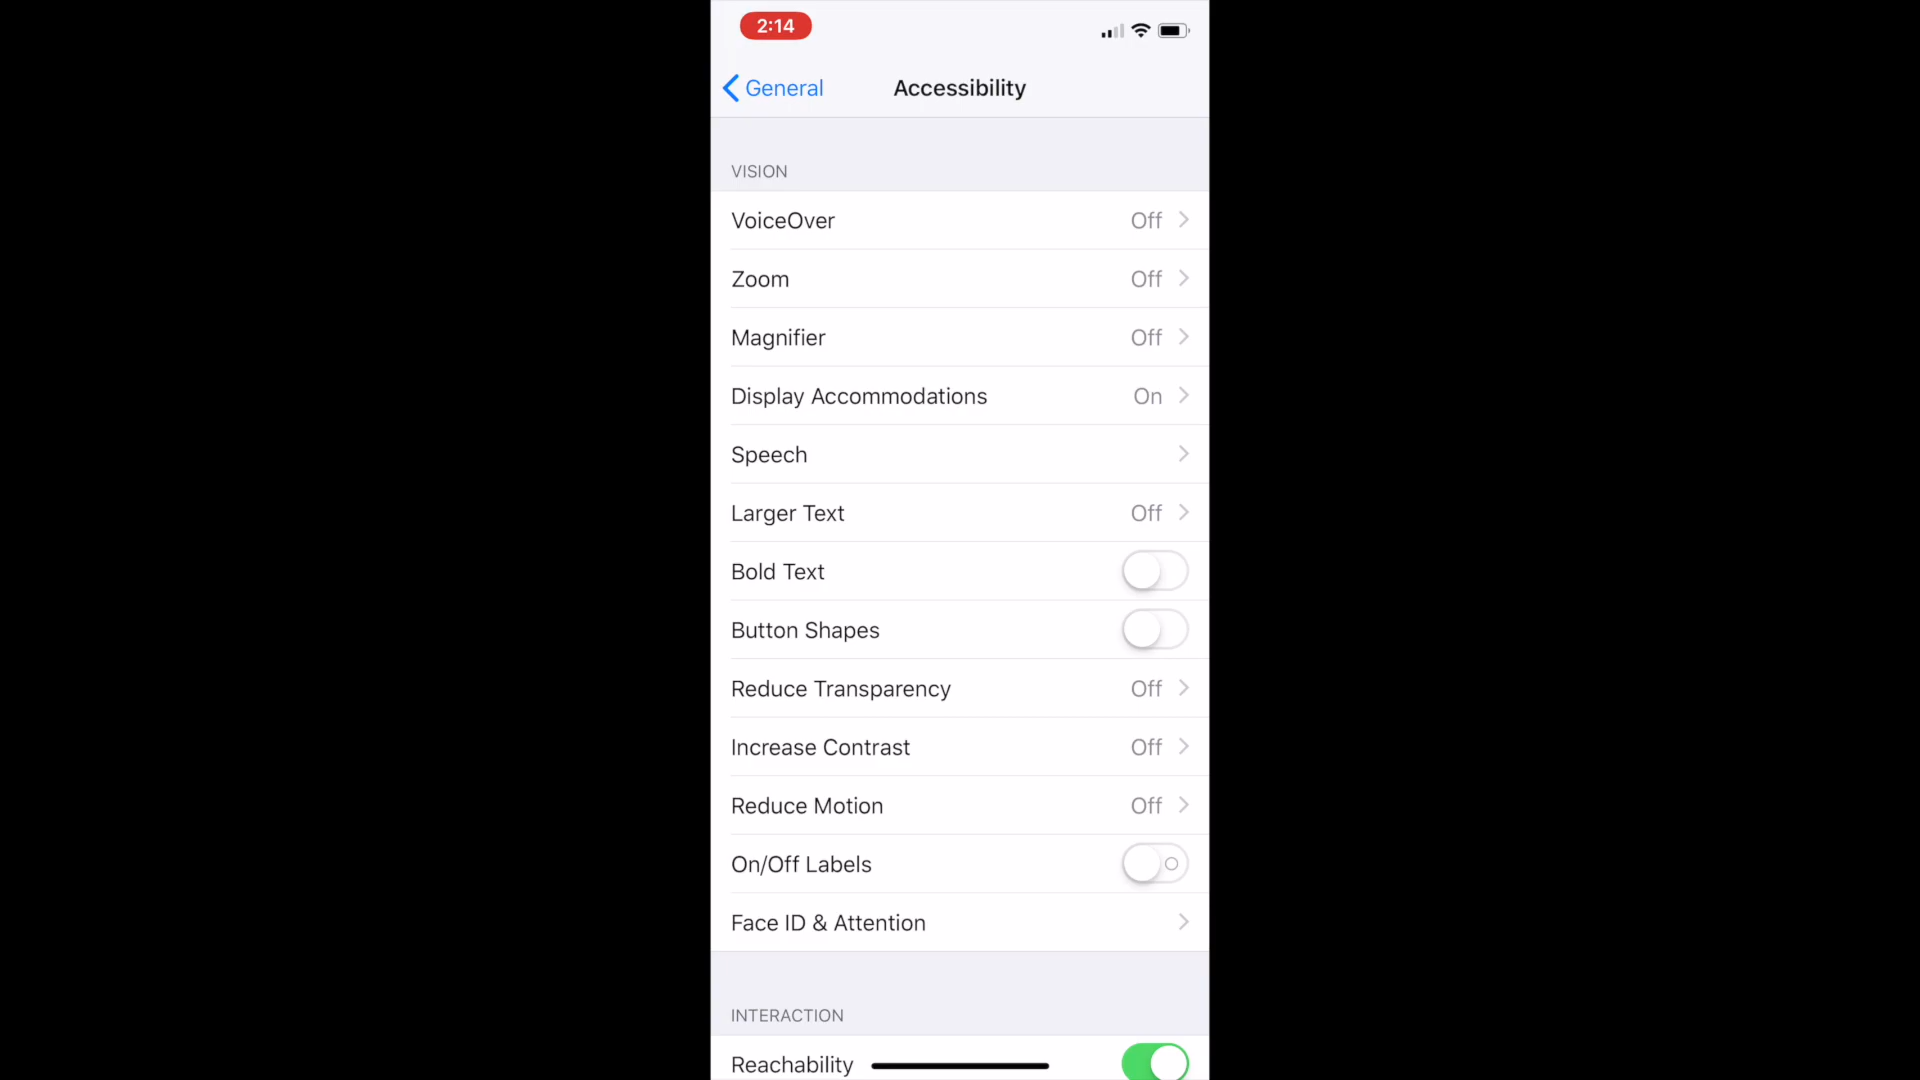 2:14
General
Accessibility
VISION
VoiceOver Off
Zoom Off
Magnifier Off
Display Accommodations On
Speech
Larger Text Off
Bold Text
Button Shapes
Reduce Transparency Off
Increase Contrast Off
Reduce Motion Off
On/Off Labels
Face ID & Attention
INTERACTION
Reachability